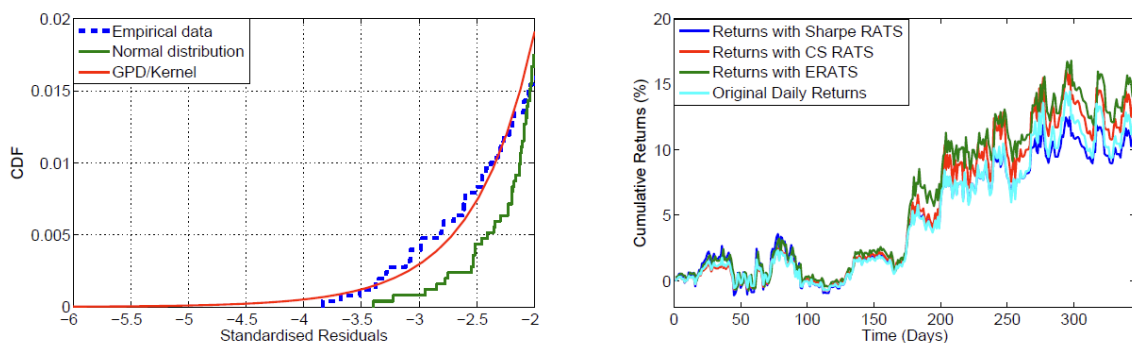 0.02
0.015
0.01
0.005
0
CDF
Empirical data
Normal distribution
GPD/Kernel
−6 −5.5 −5 −4.5 −4 −3.5 −3 −2.5 −2
Standardised Residuals
20
15
10
5
0
Cumulative Returns (%)
Returns with Sharpe RATS
Returns with CS RATS
Returns with ERATS
Original Daily Returns
0 50 100 150 200 250 300
Time (Days)